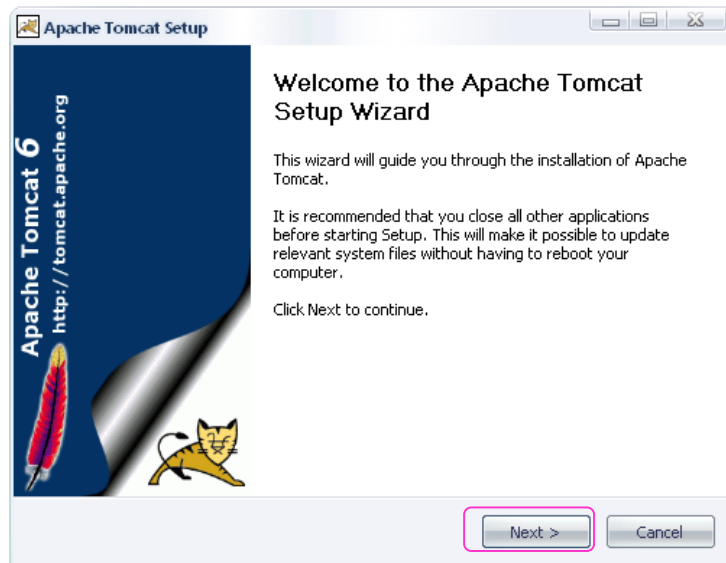 Apache Tomcat Setup
Apache Tomcat 6
http://tomcat.apache.org
Welcome to the Apache Tomcat
Setup Wizard
This wizard will guide you through the installation of Apache
Tomcat.
It is recommended that you close all other applications
before starting Setup. This will make it possible to update
relevant system files without having to reboot your
computer.
Click Next to continue.
Next >
Cancel